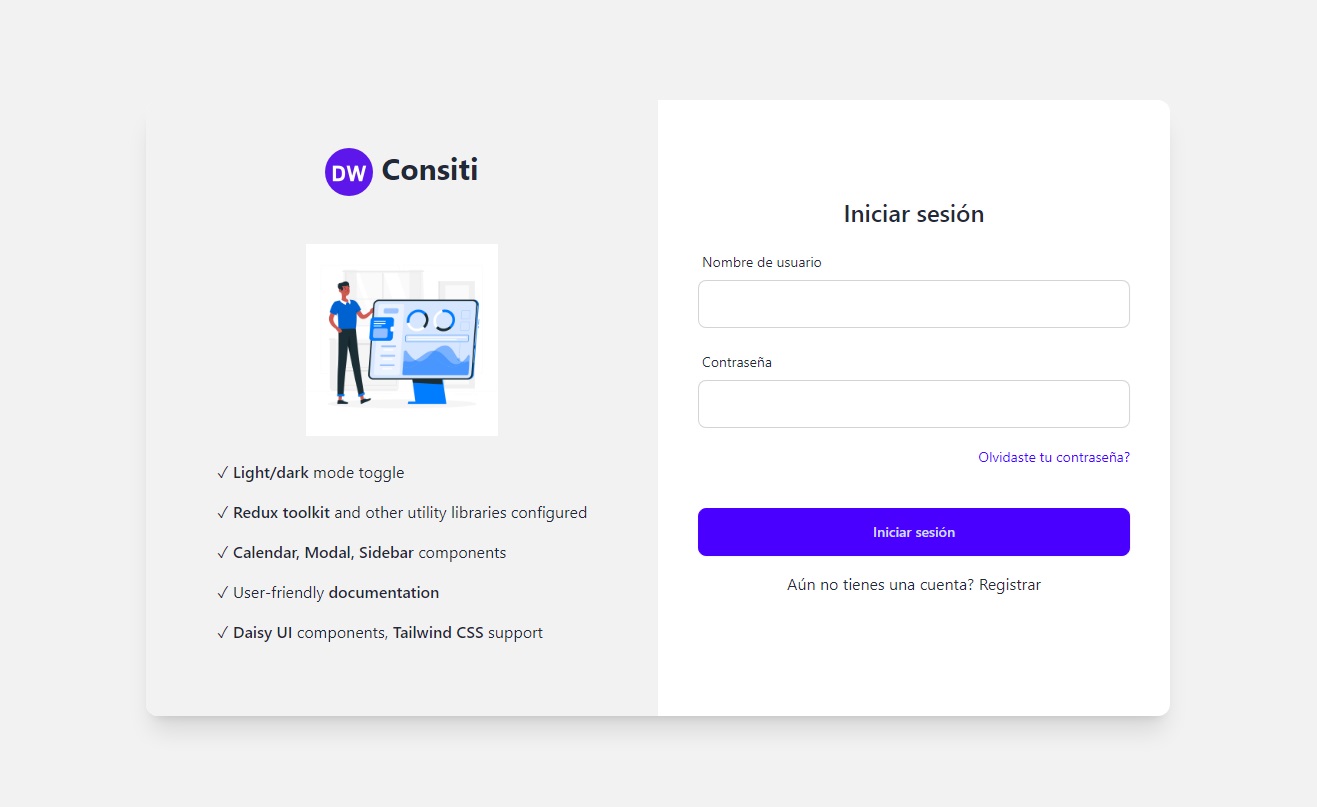 DW Consiti
✓ Light/dark mode toggle
✓ Redux toolkit and other utility libraries configured
✓ Calendar, Modal, Sidebar components
✓ User-friendly documentation
✓ Daisy UI components, Tailwind CSS support
Iniciar sesión
Nombre de usuario
Contraseña
Olvidaste tu contraseña?
Iniciar sesión
Aún no tienes una cuenta? Registrar